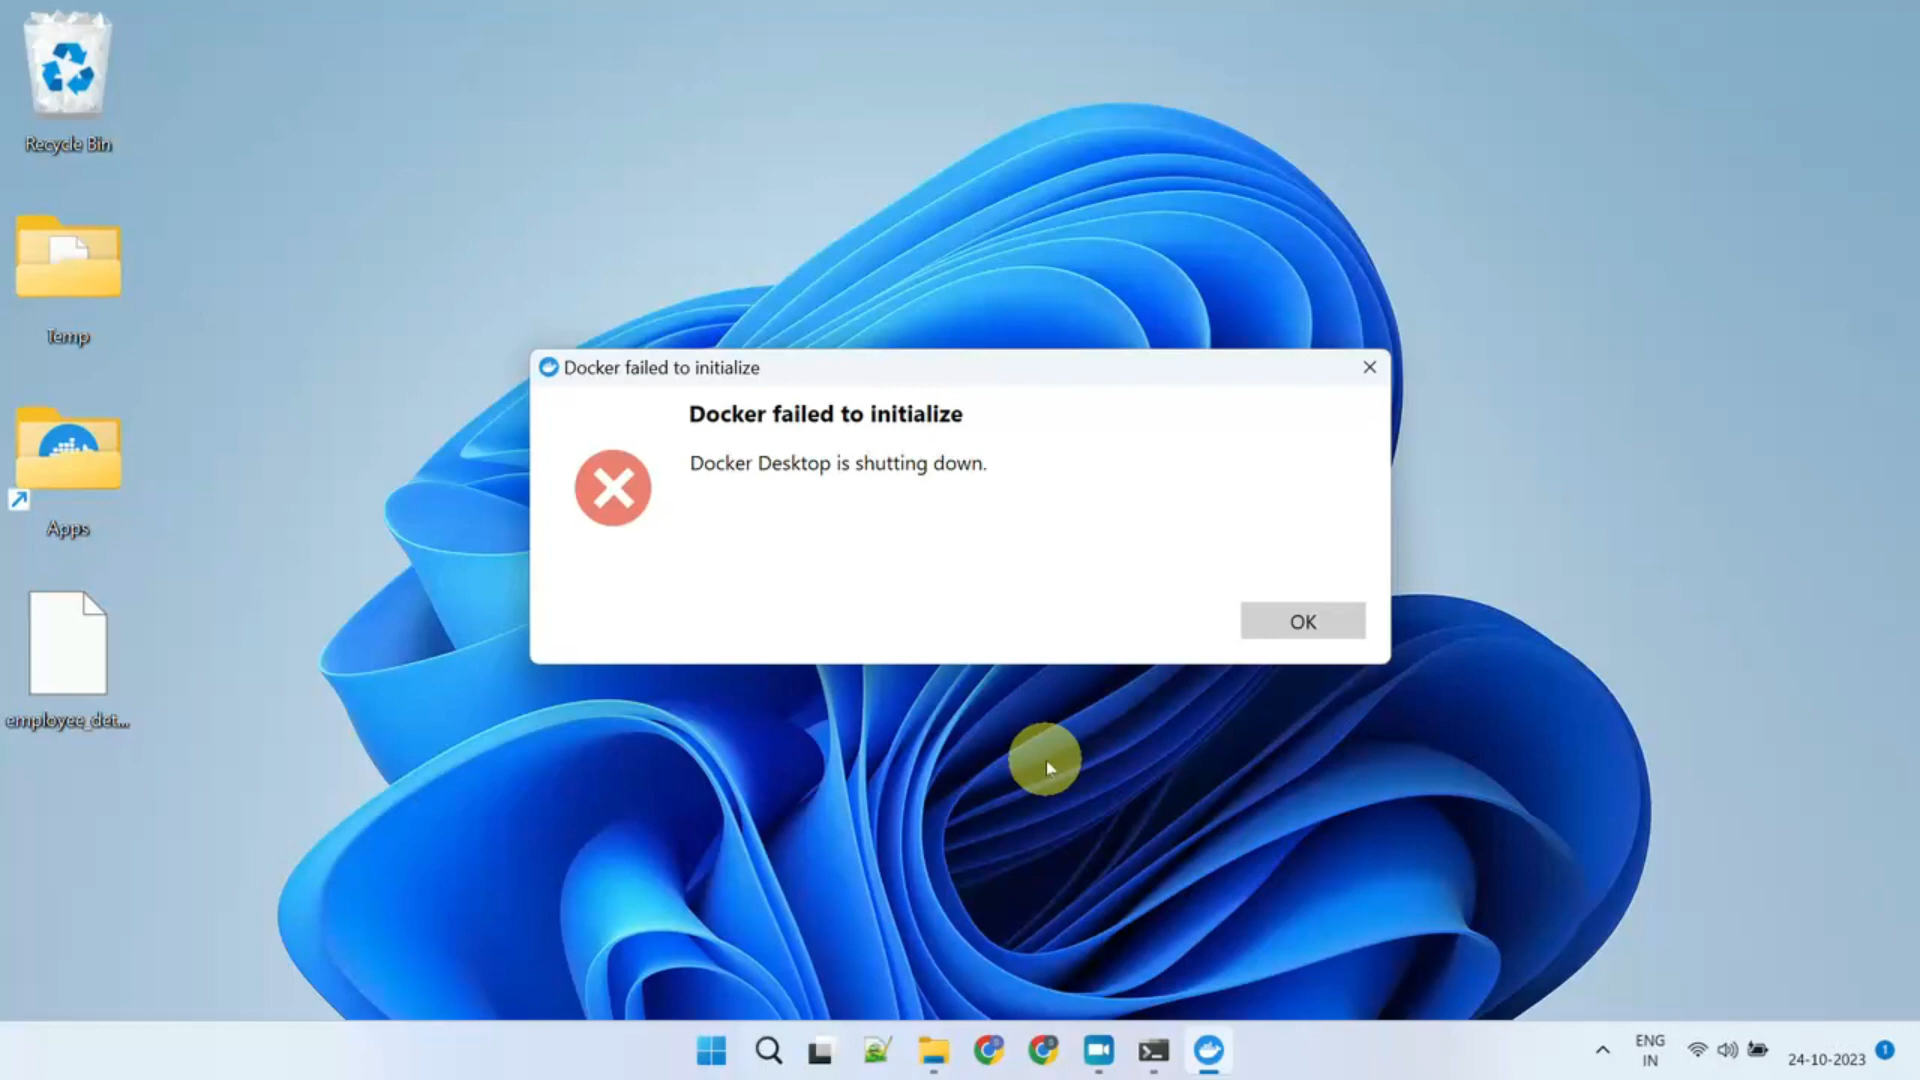 Recycle Bin
Temp
Apps
employee_det...
Docker failed to initialize
Docker failed to initialize
Docker Desktop is shutting down.
OK
ENG
IN
24-10-2023
1